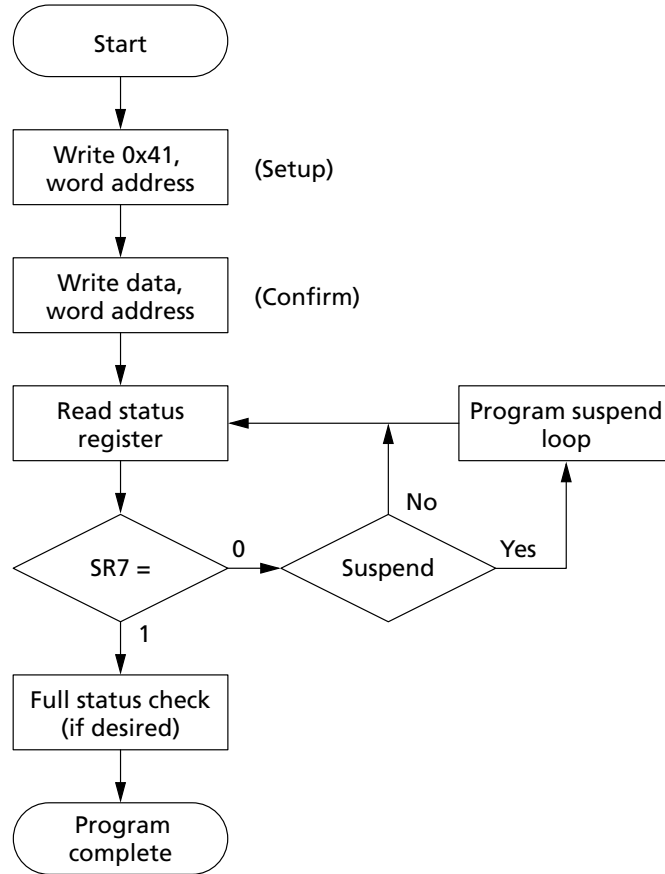 Start
Write 0x41,
word address
(Setup)
Write data,
word address
(Confirm)
Read status
register
Program suspend
loop
No
SR7 =
0
Suspend
Yes
1
Full status check
(if desired)
Program
complete